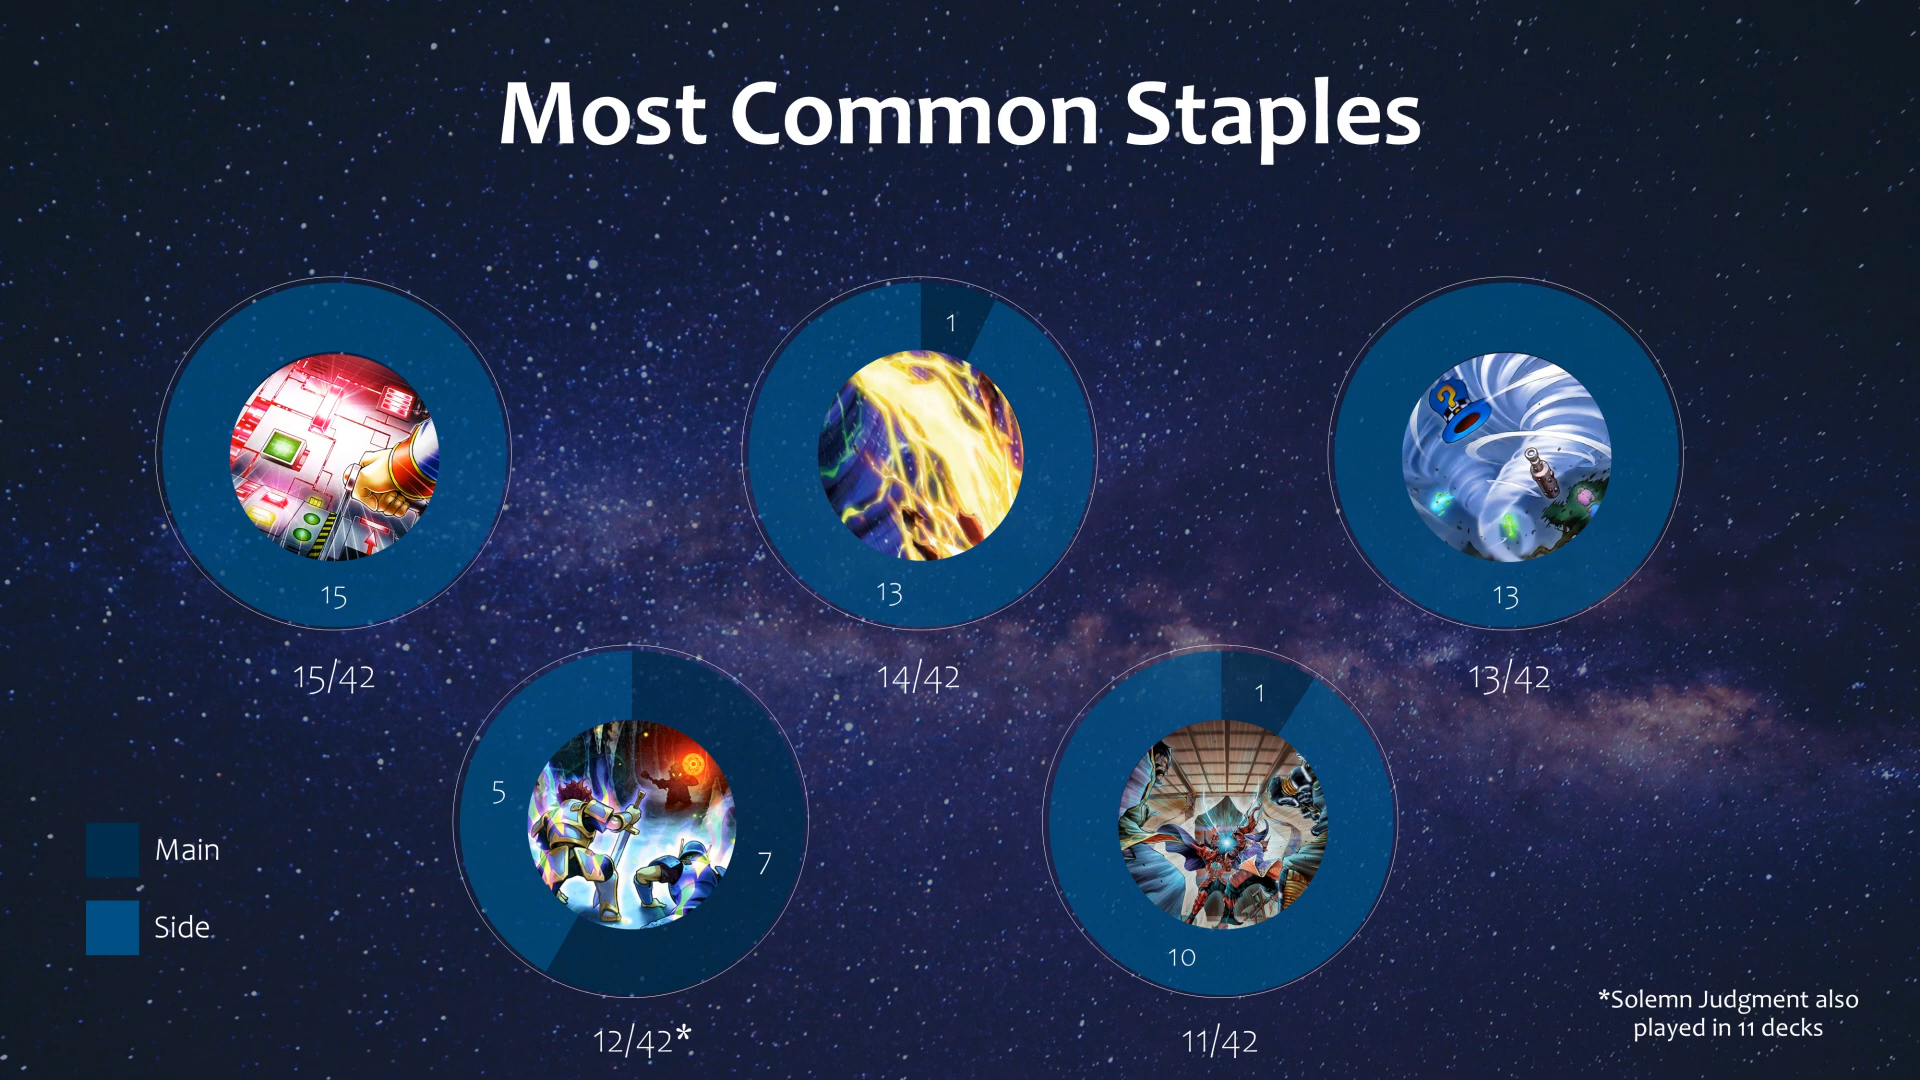 Most Common Staples
1
15
13
13
15/42
14/42
13/42
1
5
7
10
Main
Side
12/42*
11/42
*Solemn Judgment also
played in 11 decks